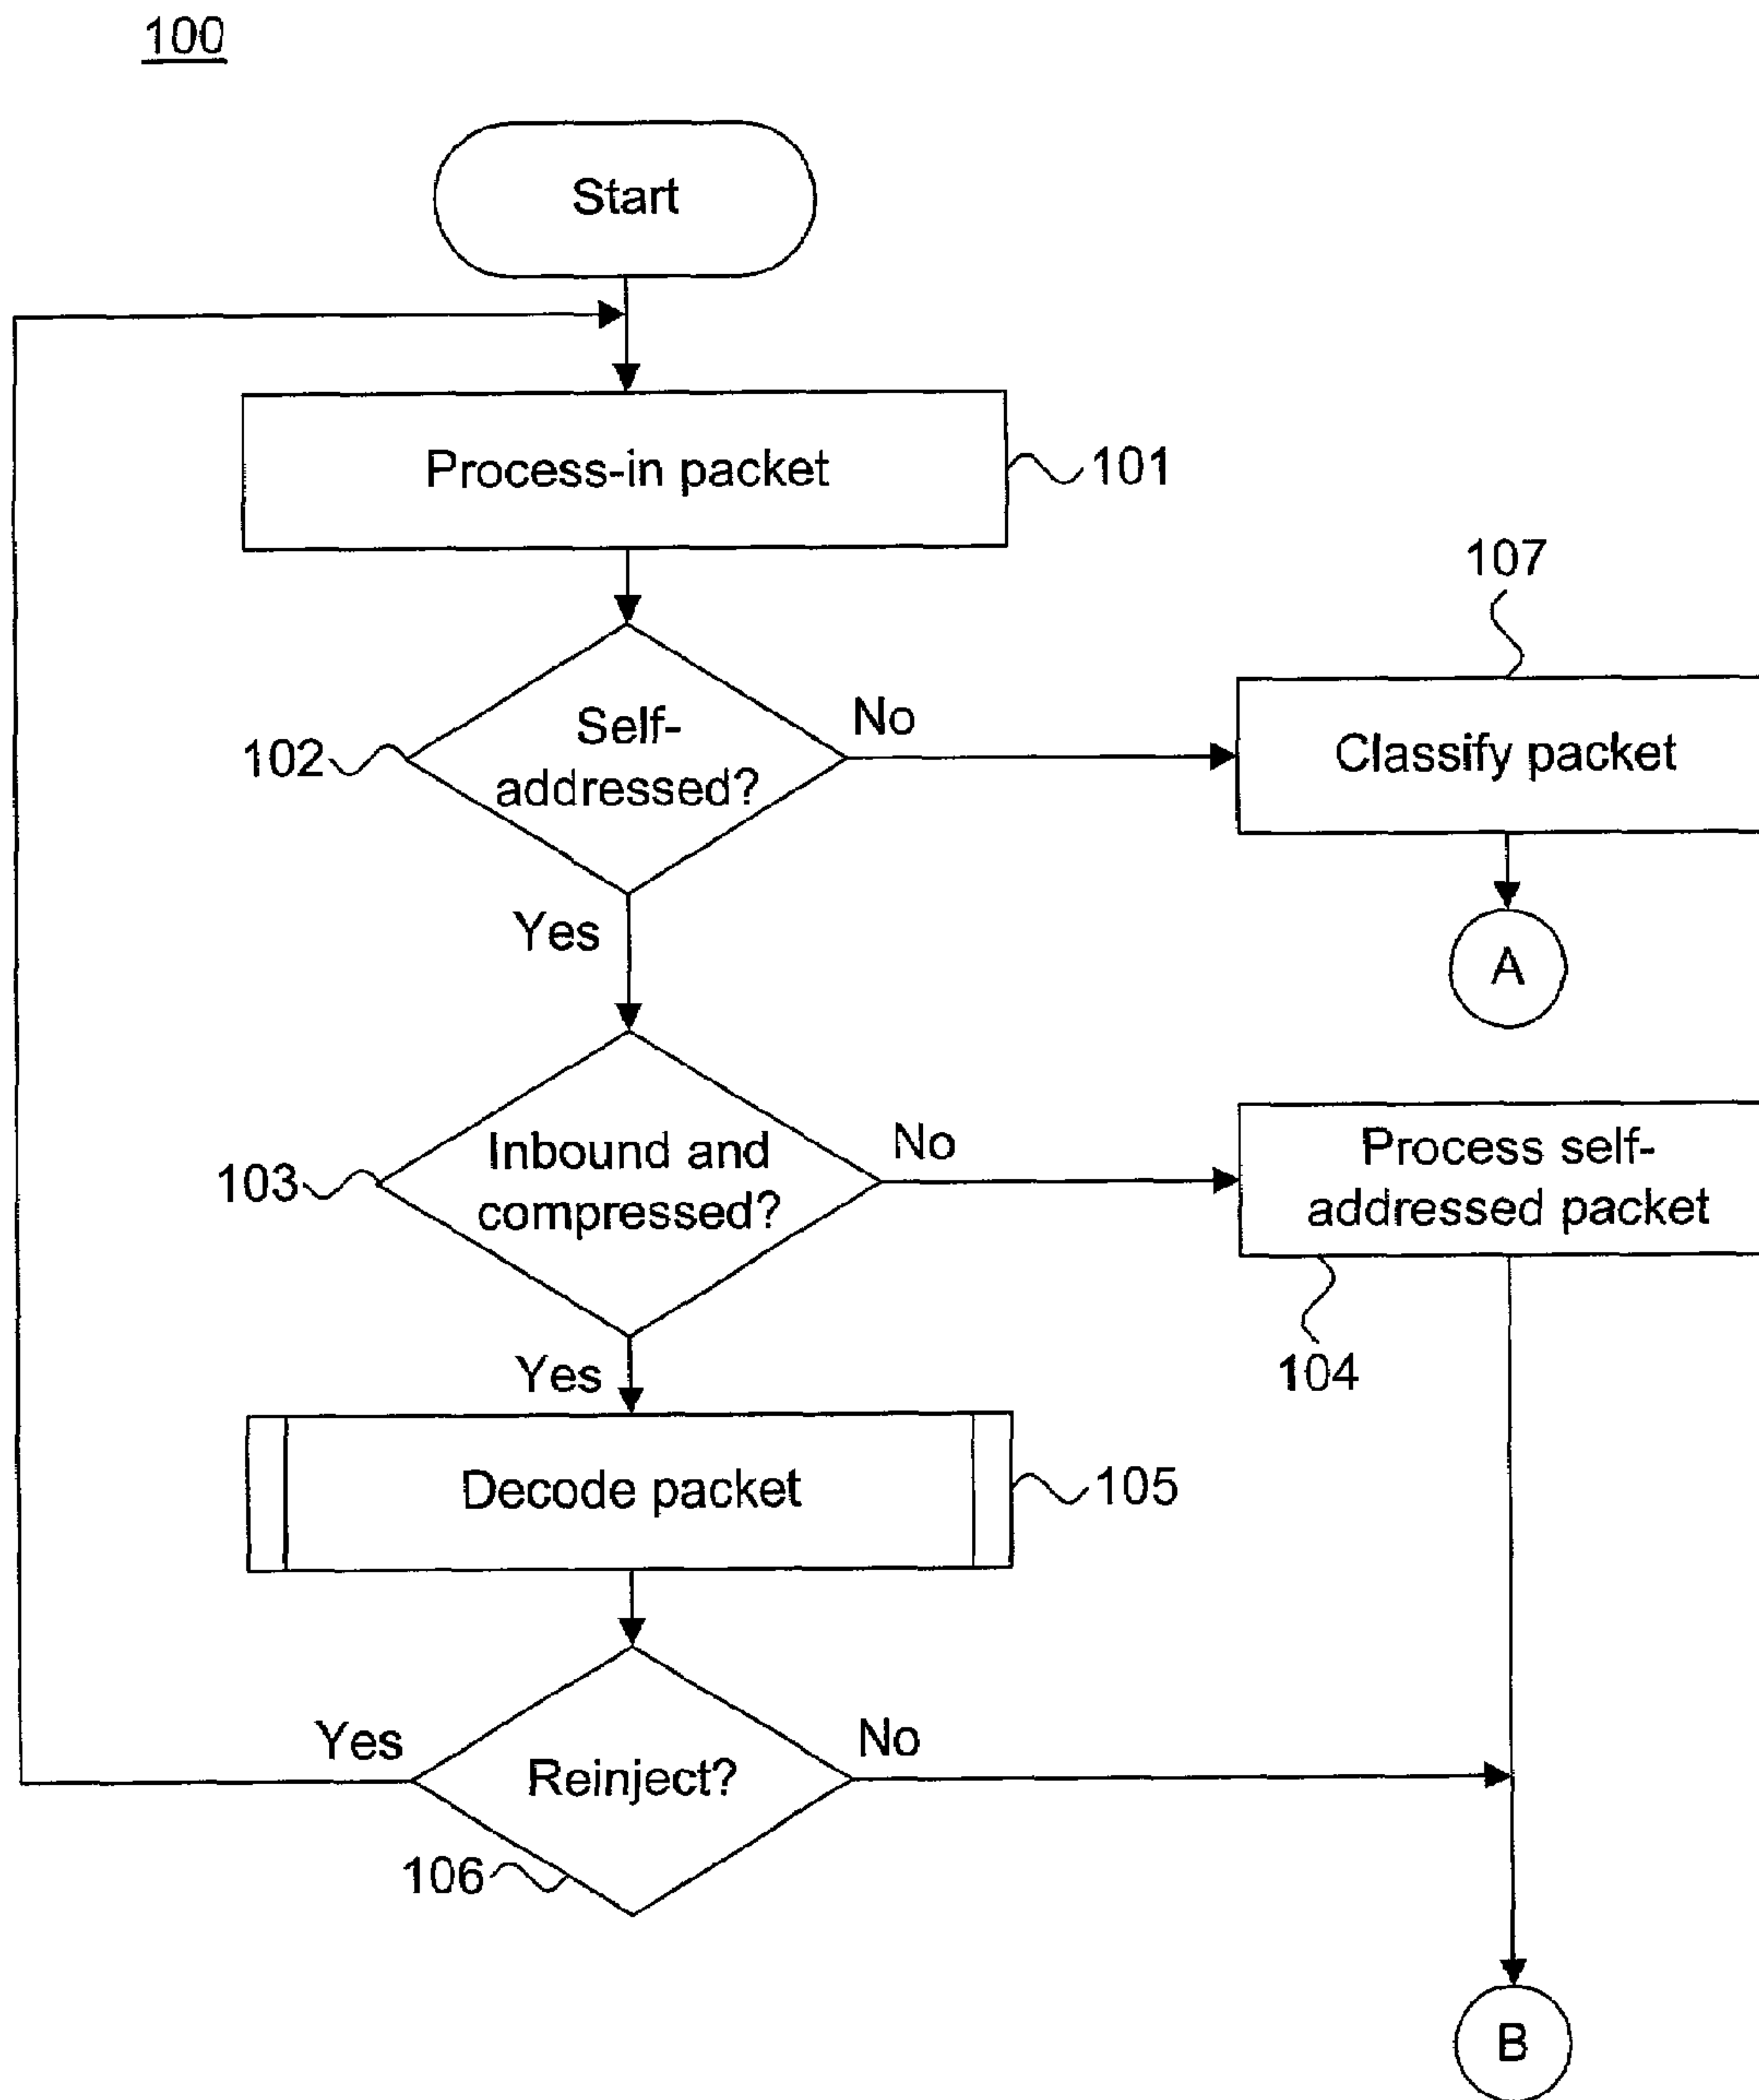 100
Start
Process-in packet
101
107
Self-
addressed?
102
No
Classify packet
Yes
A
Inbound and
compressed?
103
No
Process self-
addressed packet
104
Yes
Decode packet
105
Reinject?
Yes
No
106
B